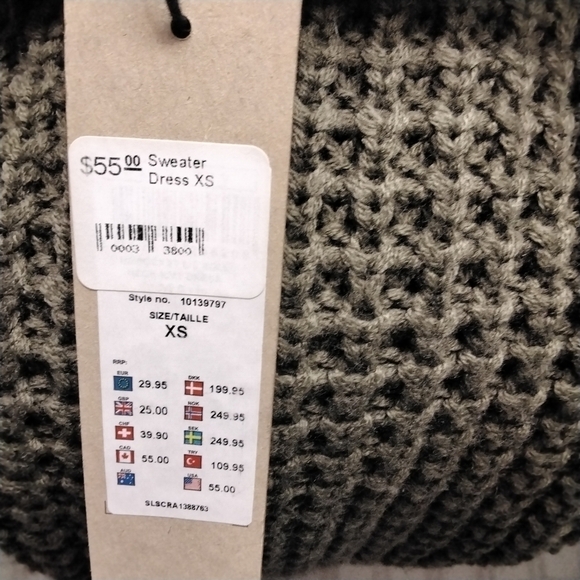 $55.00 Sweater
Dress XS
0003 3800
Style no. 10139797
SIZE/TAILLE
XS
RRP:
EUR DKK
29.95 199.95
GBP NOK
25.00 249.95
CHF SEK
39.90 249.95
CAD TRY
55.00 109.95
AUD USA
55.00
SLSCRA1388763